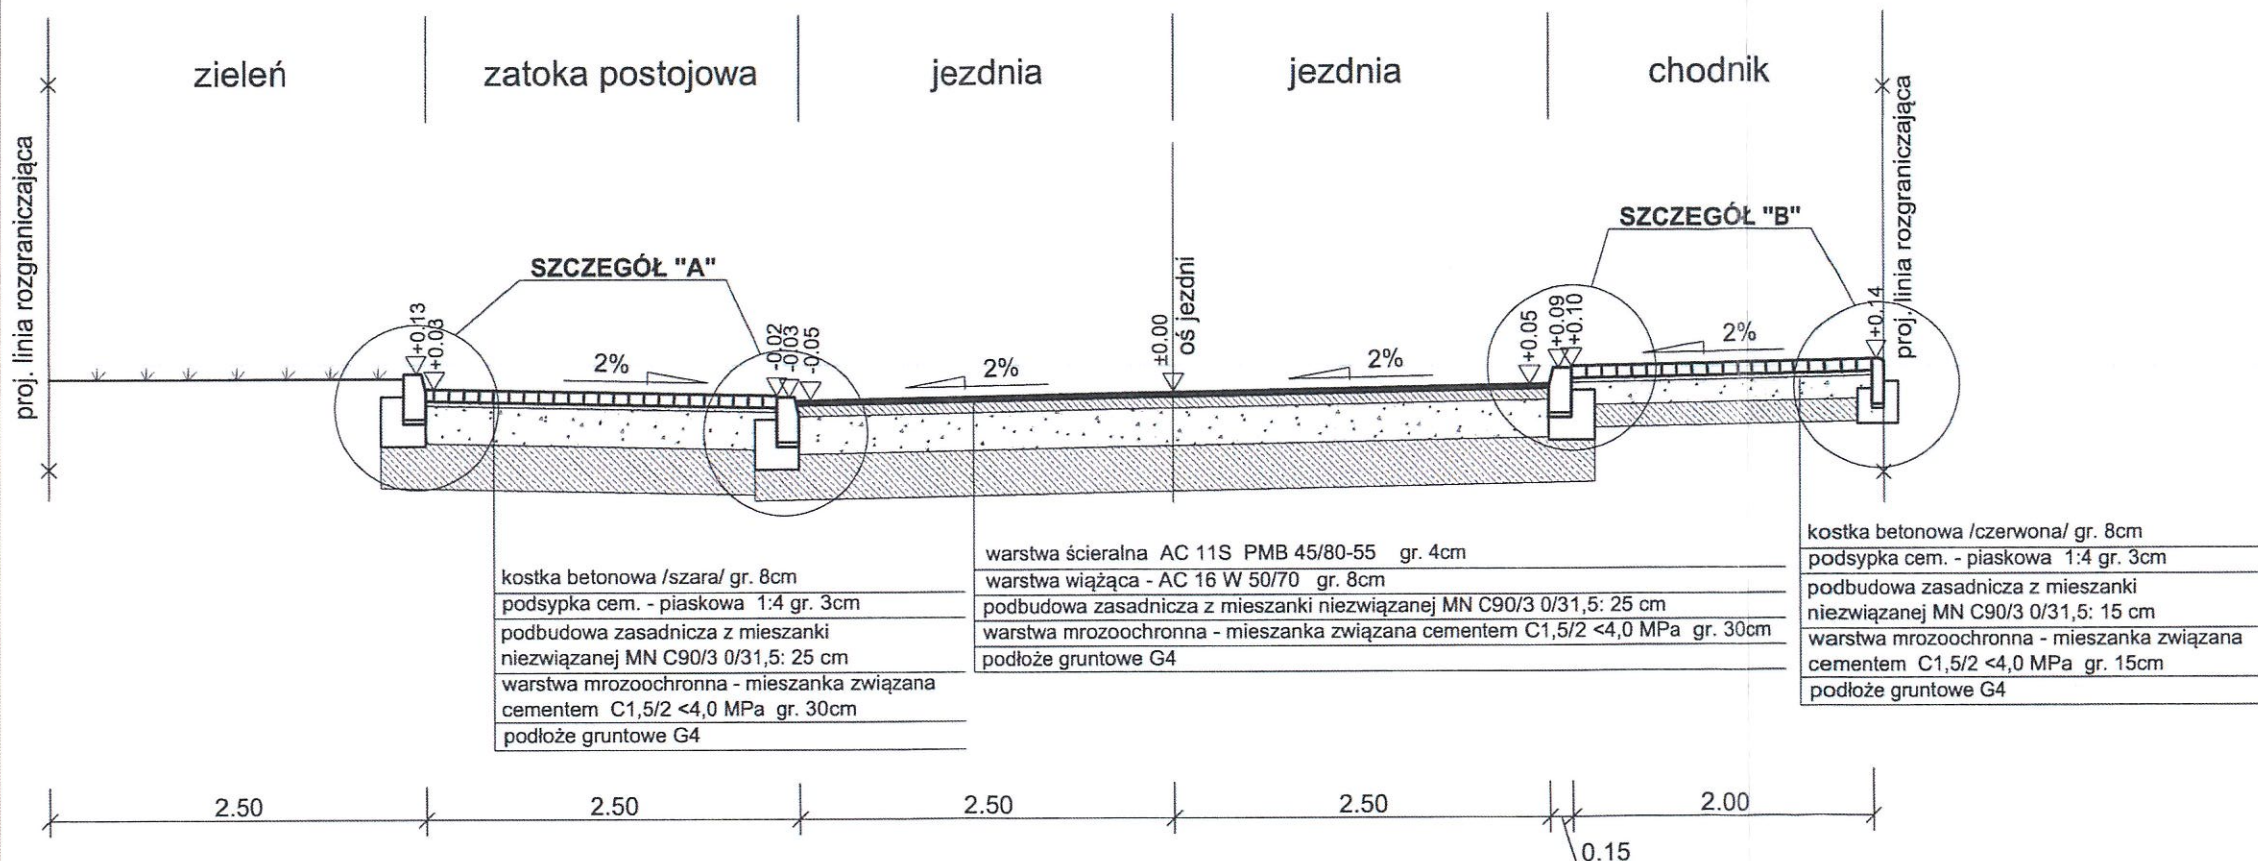 zieleń
zatoka postojowa
jezdnia
jezdnia
chodnik
proj. linia rozgraniczająca
proj. linia rozgraniczająca
SZCZEGÓŁ "A"
SZCZEGÓŁ "B"
+0.13
+0.03
2%
-0.02
-0.03
-0.05
2%
±0.00
oś jezdni
2%
+0.05
+0.09
+0.10
2%
+0.14
kostka betonowa /szara/ gr. 8cm
podsypka cem. - piaskowa 1:4 gr. 3cm
podbudowa zasadnicza z mieszanki
niezwiązanej MN C90/3 0/31,5: 25 cm
warstwa mrozoochronna - mieszanka związana
cementem C1,5/2 <4,0 MPa gr. 30cm
podłoże gruntowe G4
warstwa ścieralna AC 11S PMB 45/80-55 gr. 4cm
warstwa wiążąca - AC 16 W 50/70 gr. 8cm
podbudowa zasadnicza z mieszanki niezwiązanej MN C90/3 0/31,5: 25 cm
warstwa mrozoochronna - mieszanka związana cementem C1,5/2 <4,0 MPa gr. 30cm
podłoże gruntowe G4
kostka betonowa /czerwona/ gr. 8cm
podsypka cem. - piaskowa 1:4 gr. 3cm
podbudowa zasadnicza z mieszanki
niezwiązanej MN C90/3 0/31,5: 15 cm
warstwa mrozoochronna - mieszanka związana
cementem C1,5/2 <4,0 MPa gr. 15cm
podłoże gruntowe G4
2.50
2.50
2.50
2.50
2.00
0.15